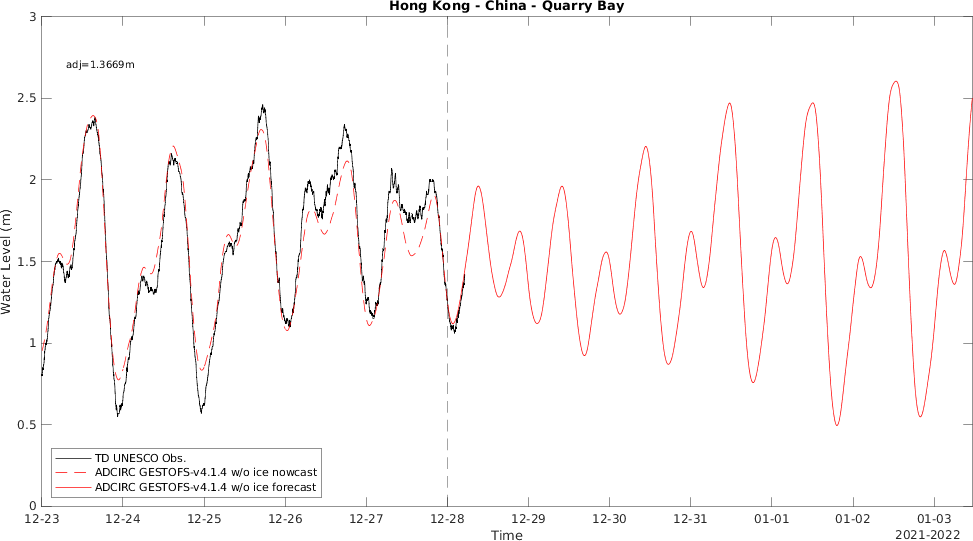 Hong Kong - China - Quarry Bay
3
adj=1.3669m
2.5
2
1.5
1
0.5
0
Water Level (m)
TD UNESCO Obs.
ADCIRC GESTOFS-v4.1.4 w/o ice nowcast
ADCIRC GESTOFS-v4.1.4 w/o ice forecast
12-23 12-24 12-25 12-26 12-27 12-28 12-29 12-30 12-31 01-01 01-02 01-03
Time
2021-2022